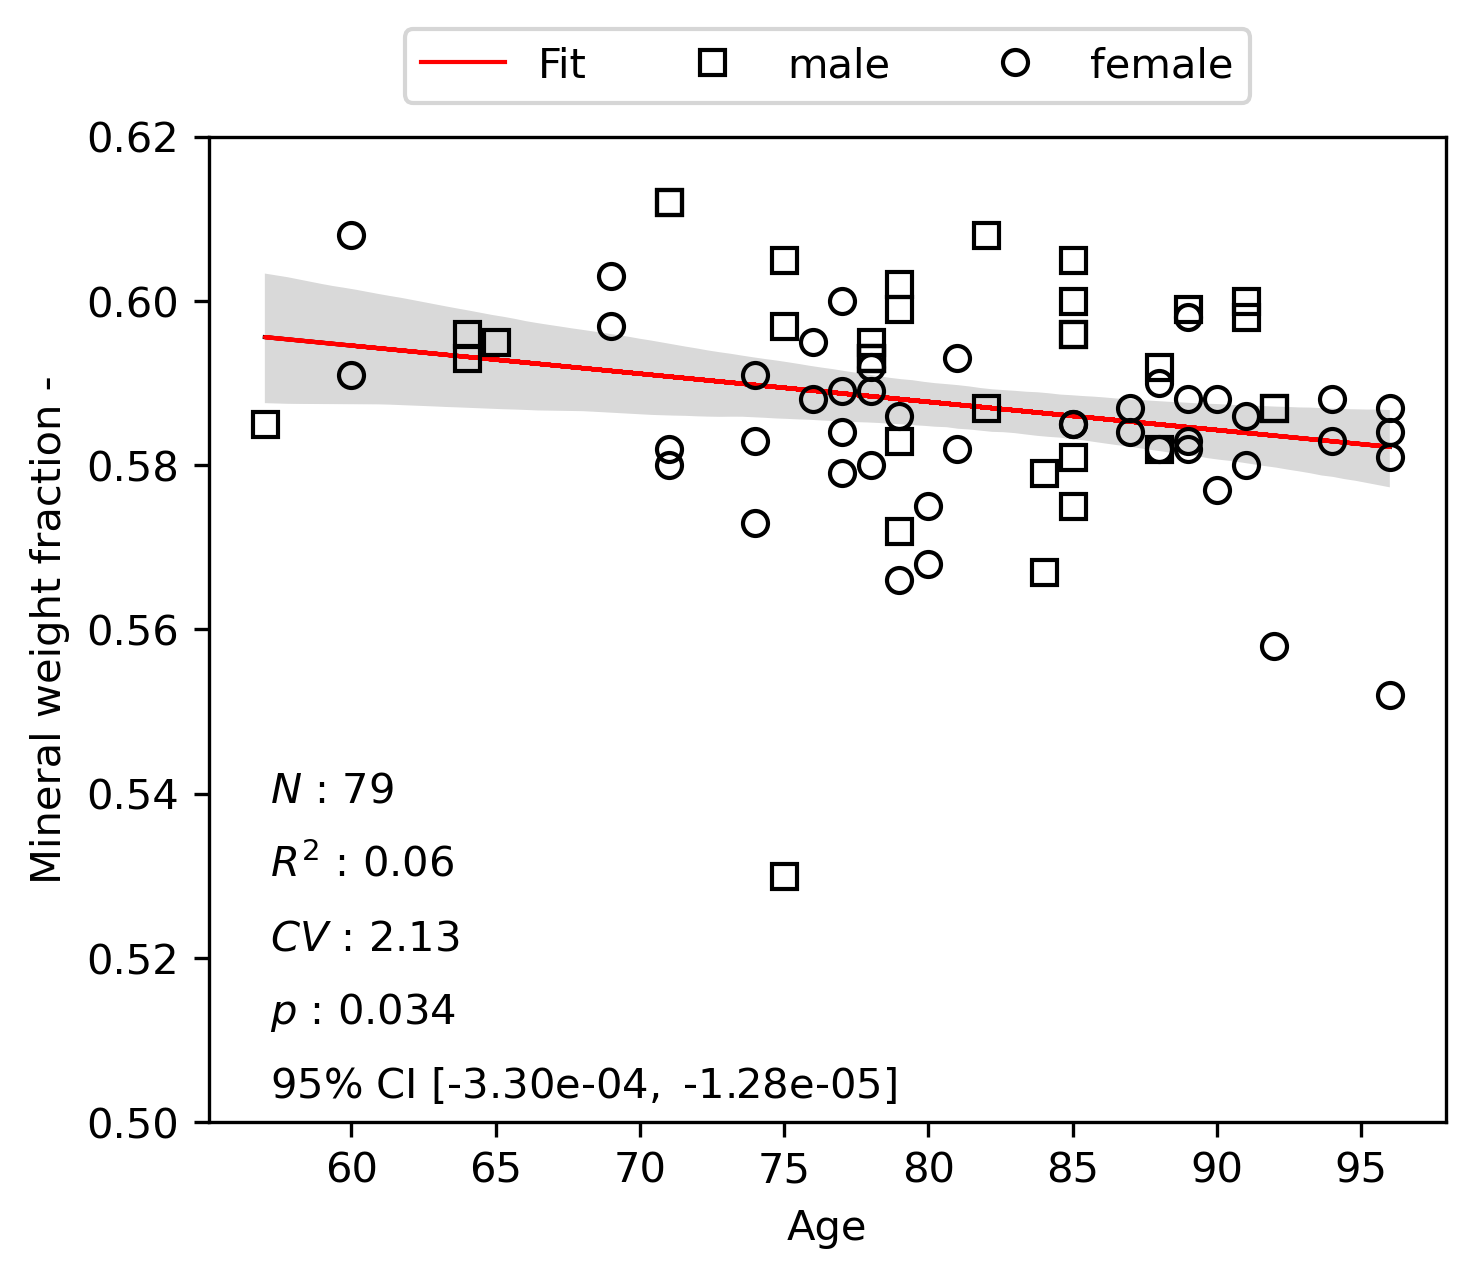 Fit male female
0.62
0.60
0.58
0.56
0.54
0.52
0.50
Mineral weight fraction -
N : 79
R² : 0.06
CV : 2.13
p : 0.034
95% CI [-3.30e-04, -1.28e-05]
60 65 70 75 80 85 90 95
Age